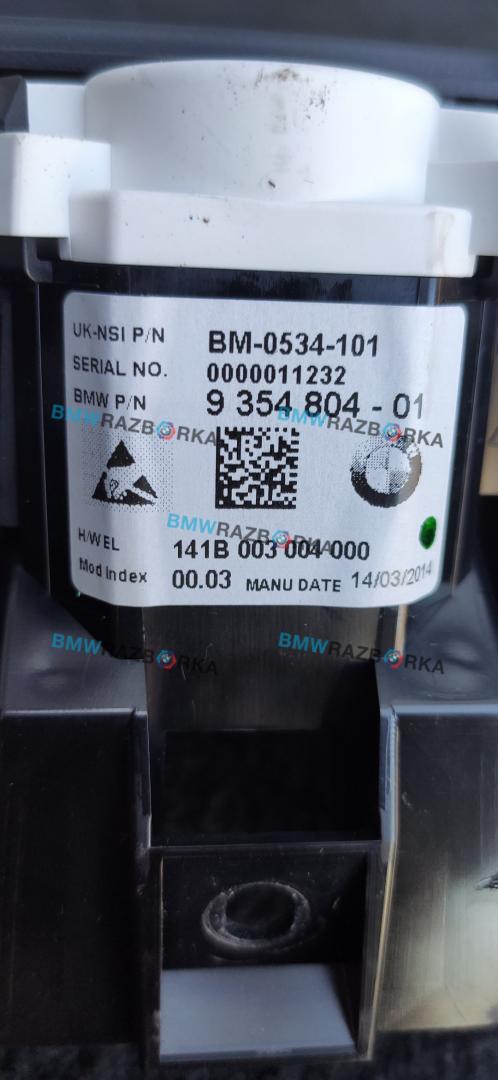 UK-NSI P/N BM-0534-101
SERIAL NO. 0000011232
BMW P/N 9 354 804 - 01
BMWRAZBORKA BMWRAZBORKA
BMWRAZBORKA
H/W EL 141B 003 004 000
Mod Index 00.03 MANU DATE 14/03/2014
BMWRAZBORKA BMWRAZBORKA